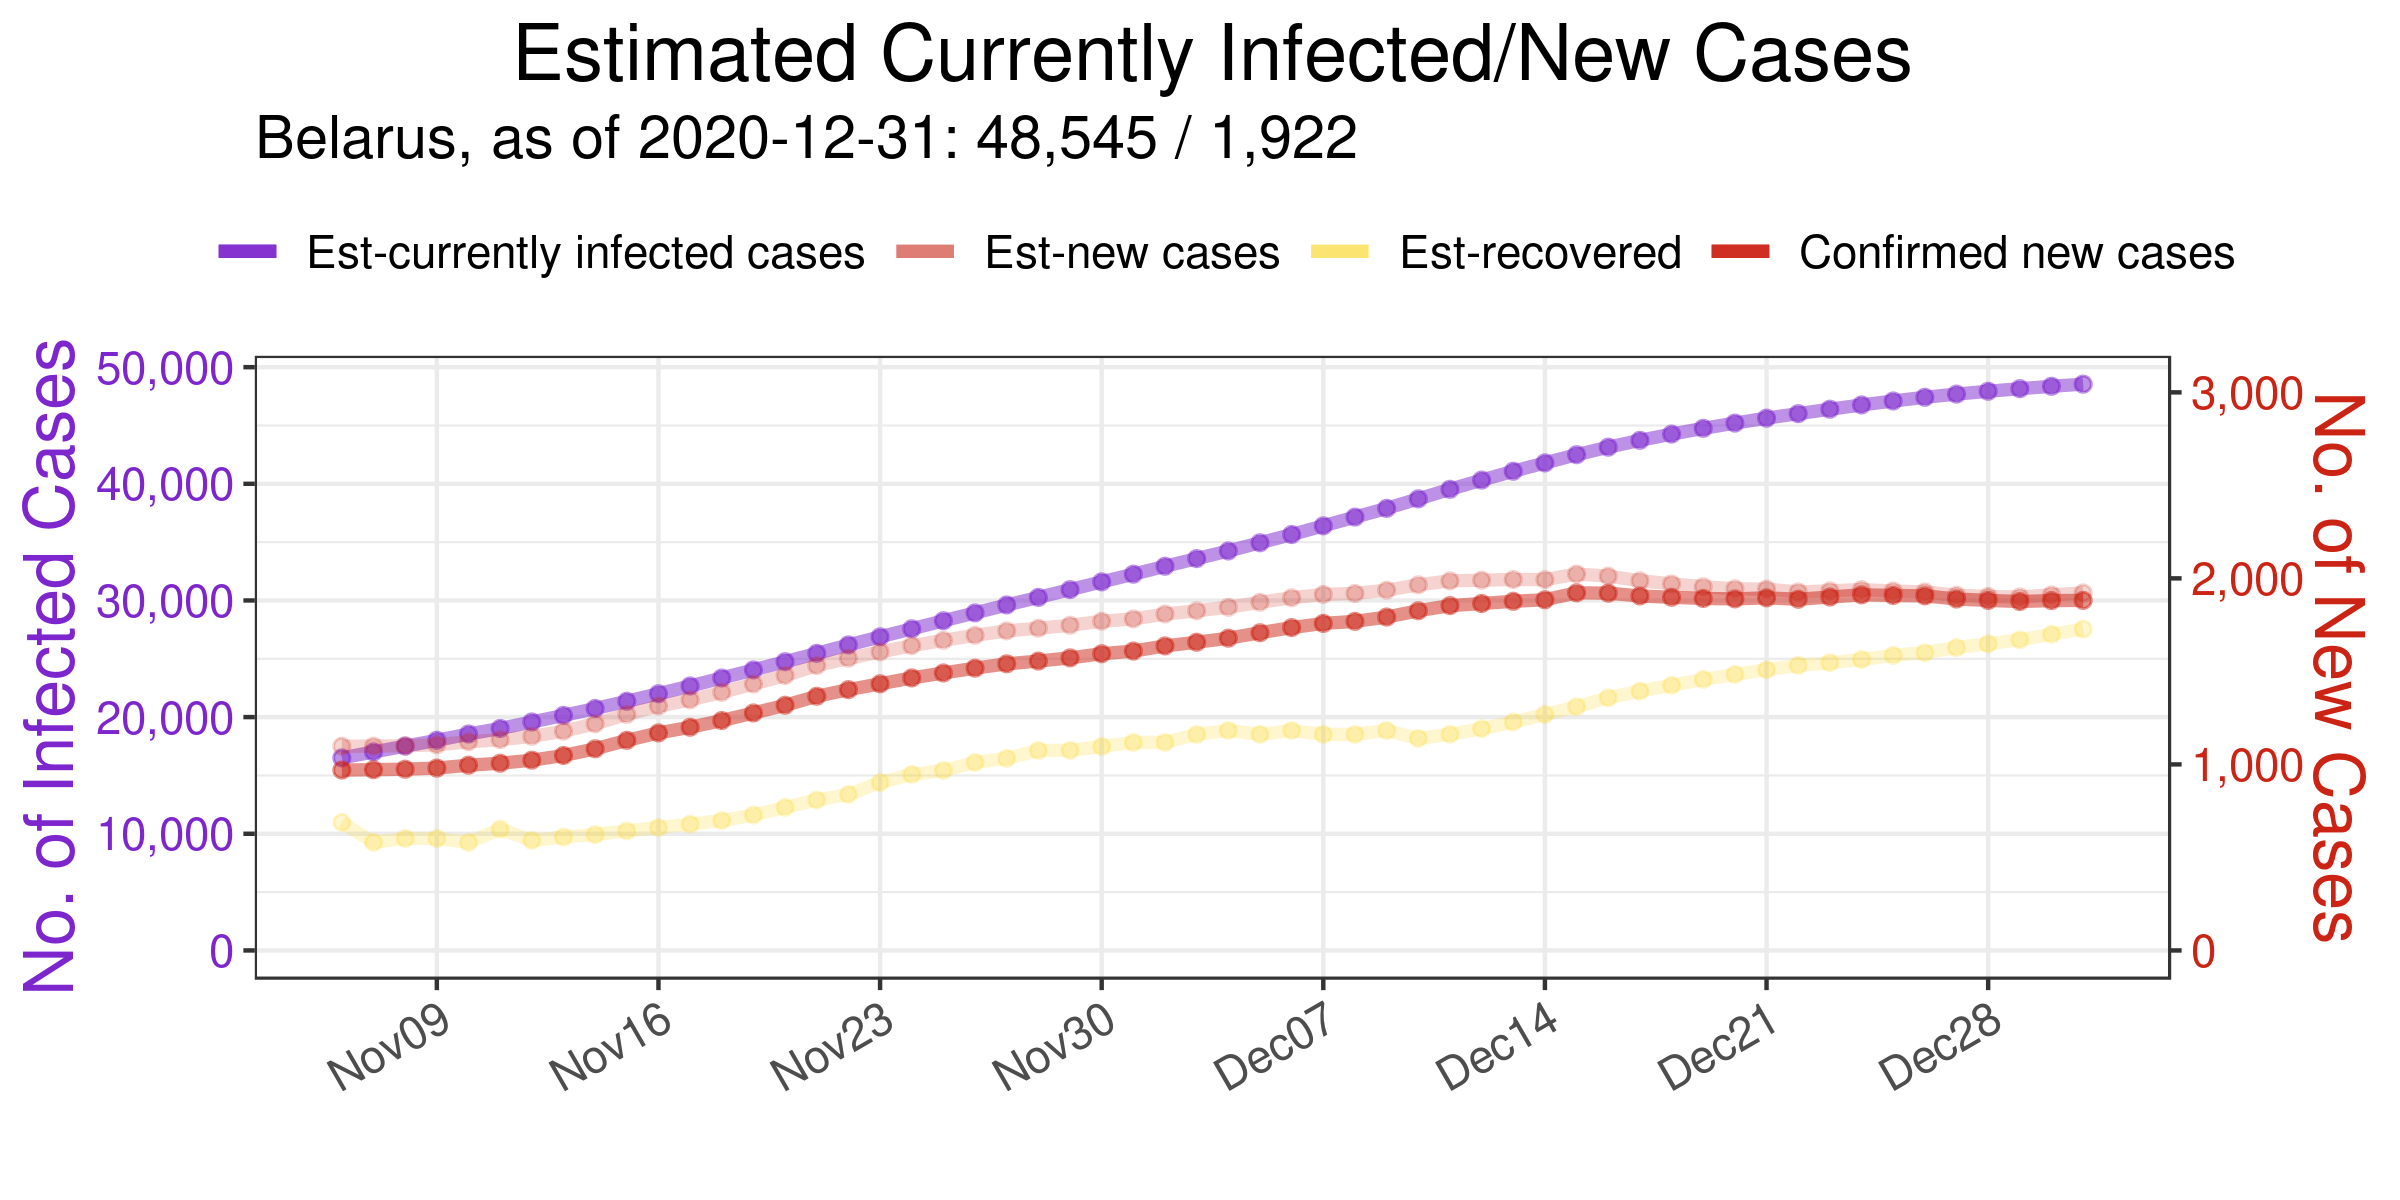 Estimated Currently Infected/New Cases
Belarus, as of 2020-12-31: 48,545 / 1,922
Est-currently infected cases Est-new cases Est-recovered Confirmed new cases
No. of Infected Cases
50,000
40,000
30,000
20,000
10,000
0
3,000
2,000
1,000
0
No. of New Cases
Nov09 Nov16 Nov23 Nov30 Dec07 Dec14 Dec21 Dec28